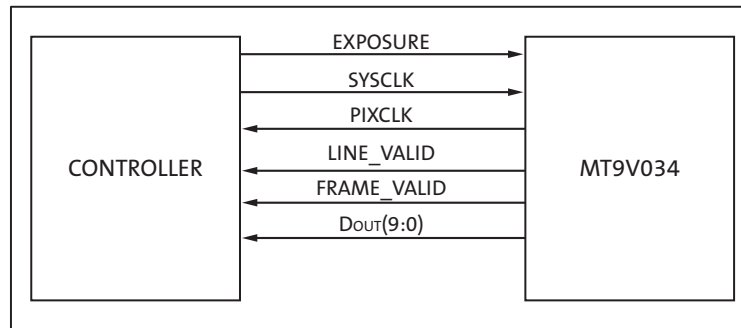 EXPOSURE
SYSCLK
PIXCLK
LINE_VALID
CONTROLLER
MT9V034
FRAME_VALID
DOUT(9:0)